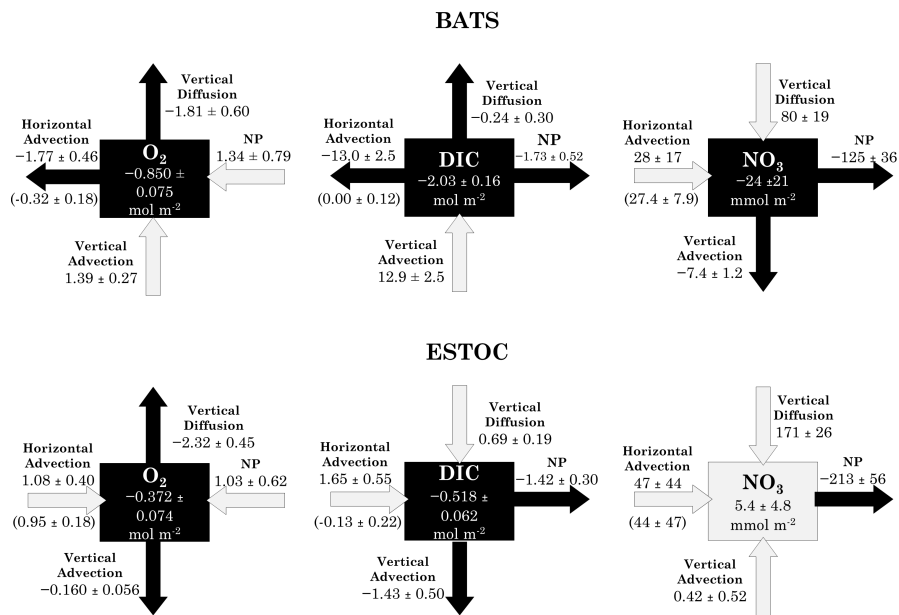 BATS
Vertical
Diffusion
−1.81 ± 0.60
Horizontal
Advection
−1.77 ± 0.46
(-0.32 ± 0.18)
O2
−0.850 ±
0.075
mol m-2
NP
1.34 ± 0.79
Vertical
Advection
1.39 ± 0.27
Vertical
Diffusion
−0.24 ± 0.30
Horizontal
Advection
−13.0 ± 2.5
(0.00 ± 0.12)
DIC
−2.03 ± 0.16
mol m-2
NP
−1.73 ± 0.52
Vertical
Advection
12.9 ± 2.5
Vertical
Diffusion
80 ± 19
Horizontal
Advection
28 ± 17
(27.4 ± 7.9)
NO3
−24 ±21
mmol m-2
NP
−125 ± 36
Vertical
Advection
−7.4 ± 1.2
ESTOC
Vertical
Diffusion
−2.32 ± 0.45
Horizontal
Advection
1.08 ± 0.40
(0.95 ± 0.18)
O2
−0.372 ±
0.074
mol m-2
NP
1.03 ± 0.62
Vertical
Advection
−0.160 ± 0.056
Vertical
Diffusion
0.69 ± 0.19
Horizontal
Advection
1.65 ± 0.55
(-0.13 ± 0.22)
DIC
−0.518 ±
0.062
mol m-2
NP
−1.42 ± 0.30
Vertical
Advection
−1.43 ± 0.50
Vertical
Diffusion
171 ± 26
Horizontal
Advection
47 ± 44
(44 ± 47)
NO3
5.4 ± 4.8
mmol m-2
NP
−213 ± 56
Vertical
Advection
0.42 ± 0.52